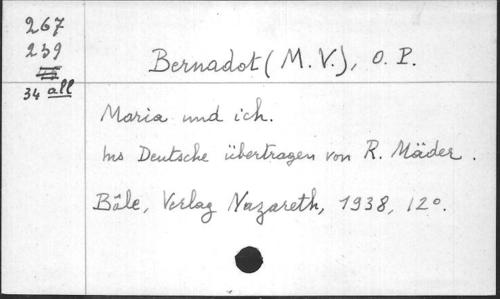 267
239
34 all
Bernadot (M. V.), O. P.
Maria und ich.
Ins Deutsche übertragen von R. Mäder.
Bâle, Verlag Nazareth, 1938, 12°.